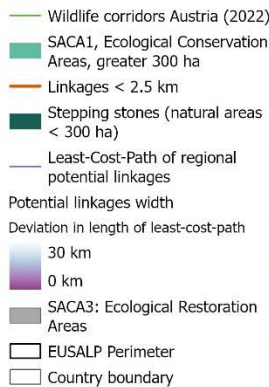 Wildlife corridors Austria (2022)
SACA1, Ecological Conservation
Areas, greater 300 ha
Linkages < 2.5 km
Stepping stones (natural areas
< 300 ha)
Least-Cost-Path of regional
potential linkages
Potential linkages width
Deviation in length of least-cost-path
30 km
0 km
SACA3: Ecological Restoration
Areas
EUSALP Perimeter
Country boundary